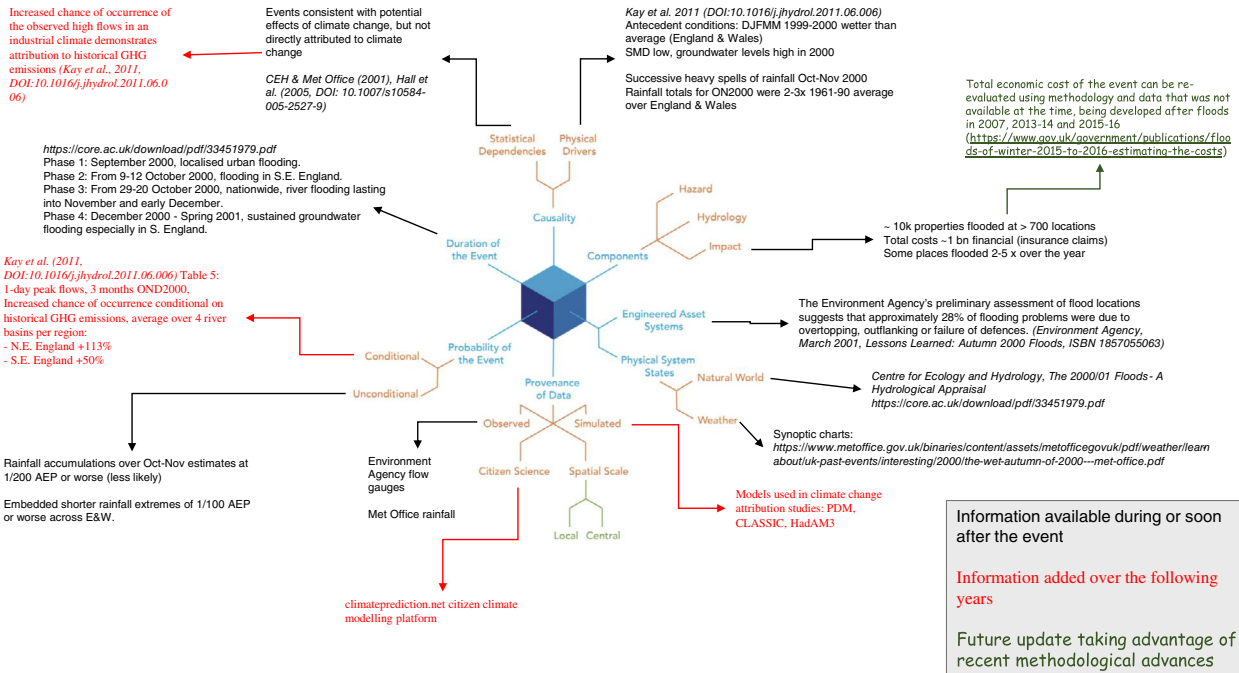 Increased chance of occurrence of
the observed high flows in an
industrial climate demonstrates
attribution to historical GHG
emissions (Kay et al., 2011,
DOI:10.1016/j.jhydrol.2011.06.0
06)
Events consistent with potential
effects of climate change, but not
directly attributed to climate
change
CEH & Met Office (2001), Hall et
al. (2005, DOI: 10.1007/s10584-
005-2527-9)
Kay et al. 2011 (DOI:10.1016/j.jhydrol.2011.06.006)
Antecedent conditions: DJFMM 1999-2000 wetter than
average (England & Wales)
SMD low, groundwater levels high in 2000
Successive heavy spells of rainfall Oct-Nov 2000
Rainfall totals for ON2000 were 2-3x 1961-90 average
over England & Wales
Total economic cost of the event can be re-
evaluated using methodology and data that was not
available at the time, being developed after floods
in 2007, 2013-14 and 2015-16
(https://www.gov.uk/government/publications/floo
ds-of-winter-2015-to-2016-estimating-the-costs)
https://core.ac.uk/download/pdf/33451979.pdf
Phase 1: September 2000, localised urban flooding.
Phase 2: From 9-12 October 2000, flooding in S.E. England.
Phase 3: From 29-20 October 2000, nationwide, river flooding lasting
into November and early December.
Phase 4: December 2000 - Spring 2001, sustained groundwater
flooding especially in S. England.
Statistical
Dependencies
Physical
Drivers
Causality
Hazard
Hydrology
Impact
Components
Duration of
the Event
~ 10k properties flooded at > 700 locations
Total costs ~1 bn financial (insurance claims)
Some places flooded 2-5 x over the year
Kay et al. (2011,
DOI:10.1016/j.jhydrol.2011.06.006) Table 5:
1-day peak flows, 3 months OND2000,
Increased chance of occurrence conditional on
historical GHG emissions, average over 4 river
basins per region:
- N.E. England +113%
- S.E. England +50%
Engineered Asset
Systems
The Environment Agency's preliminary assessment of flood locations
suggests that approximately 28% of flooding problems were due to
overtopping, outflanking or failure of defences. (Environment Agency,
March 2001, Lessons Learned: Autumn 2000 Floods, ISBN 1857055063)
Conditional
Unconditional
Probability of
the Event
Physical System
States
Natural World
Weather
Centre for Ecology and Hydrology, The 2000/01 Floods- A
Hydrological Appraisal
https://core.ac.uk/download/pdf/33451979.pdf
Provenance
of Data
Observed
Simulated
Citizen Science
Spatial Scale
Local
Central
Synoptic charts:
https://www.metoffice.gov.uk/binaries/content/assets/metofficegovuk/pdf/weather/learn
about/uk-past-events/interesting/2000/the-wet-autumn-of-2000---met-office.pdf
Rainfall accumulations over Oct-Nov estimates at
1/200 AEP or worse (less likely)
Embedded shorter rainfall extremes of 1/100 AEP
or worse across E&W.
Environment
Agency flow
gauges
Met Office rainfall
Models used in climate change
attribution studies: PDM,
CLASSIC, HadAM3
climateprediction.net citizen climate
modelling platform
Information available during or soon
after the event
Information added over the following
years
Future update taking advantage of
recent methodological advances